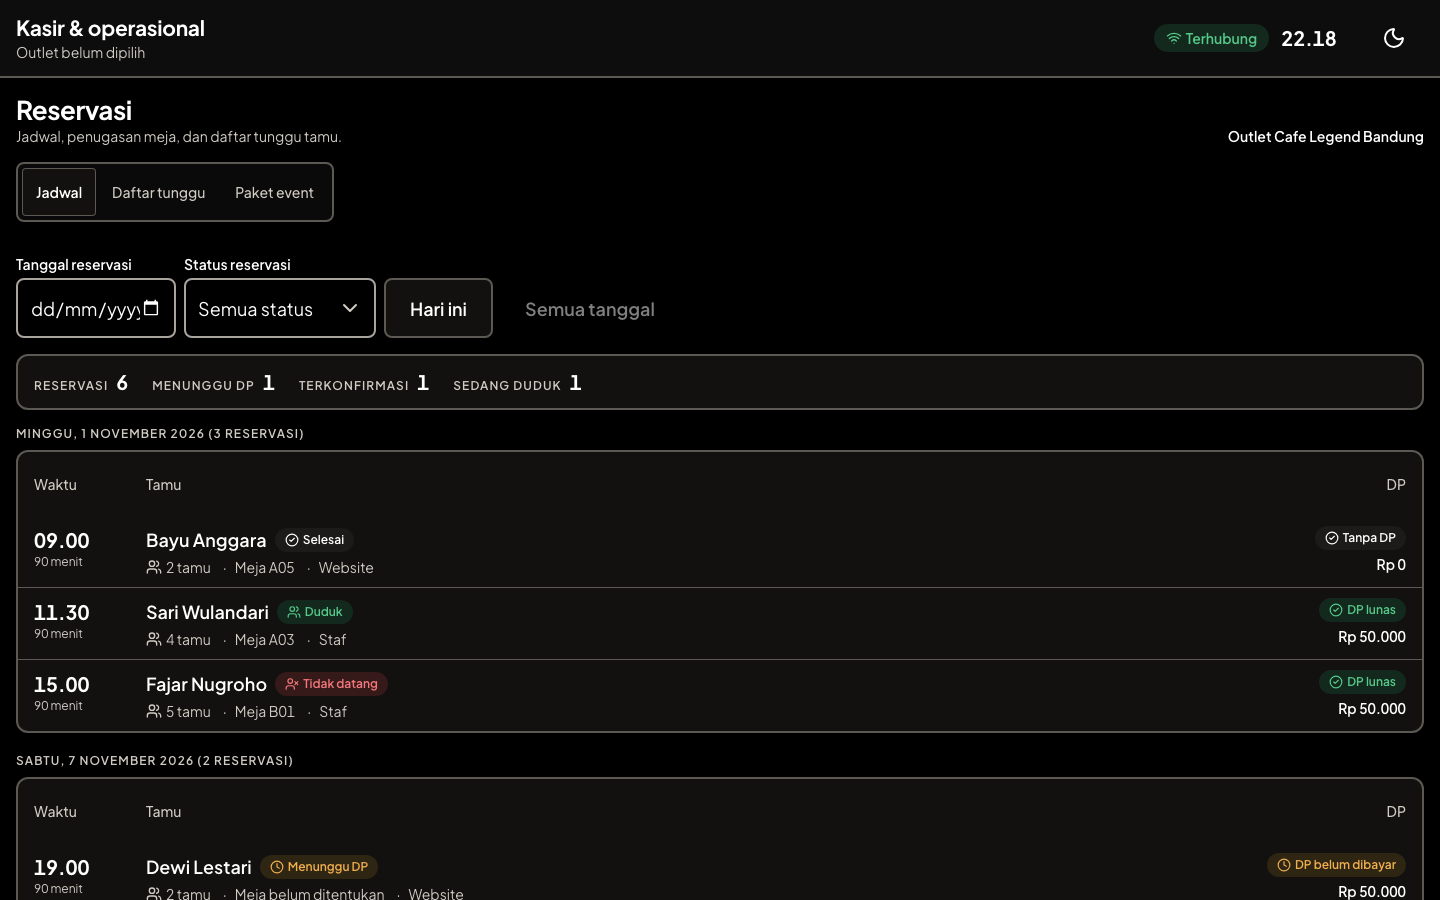 Kasir & operasional
Outlet belum dipilih
Terhubung 22.18
Reservasi
Jadwal, penugasan meja, dan daftar tunggu tamu.
Outlet Cafe Legend Bandung
Jadwal Daftar tunggu Paket event
Tanggal reservasi Status reservasi
dd/mm/yyyy Semua status Hari ini Semua tanggal
RESERVASI 6 MENUNGGU DP 1 TERKONFIRMASI 1 SEDANG DUDUK 1
MINGGU, 1 NOVEMBER 2026 (3 RESERVASI)
Waktu Tamu DP
09.00 Bayu Anggara Selesai Tanpa DP
90 menit 2 tamu · Meja A05 · Website Rp 0
11.30 Sari Wulandari Duduk DP lunas
90 menit 4 tamu · Meja A03 · Staf Rp 50.000
15.00 Fajar Nugroho Tidak datang DP lunas
90 menit 5 tamu · Meja B01 · Staf Rp 50.000
SABTU, 7 NOVEMBER 2026 (2 RESERVASI)
Waktu Tamu DP
19.00 Dewi Lestari Menunggu DP DP belum dibayar
90 menit 2 tamu · Meja belum ditentukan · Website Rp 50.000